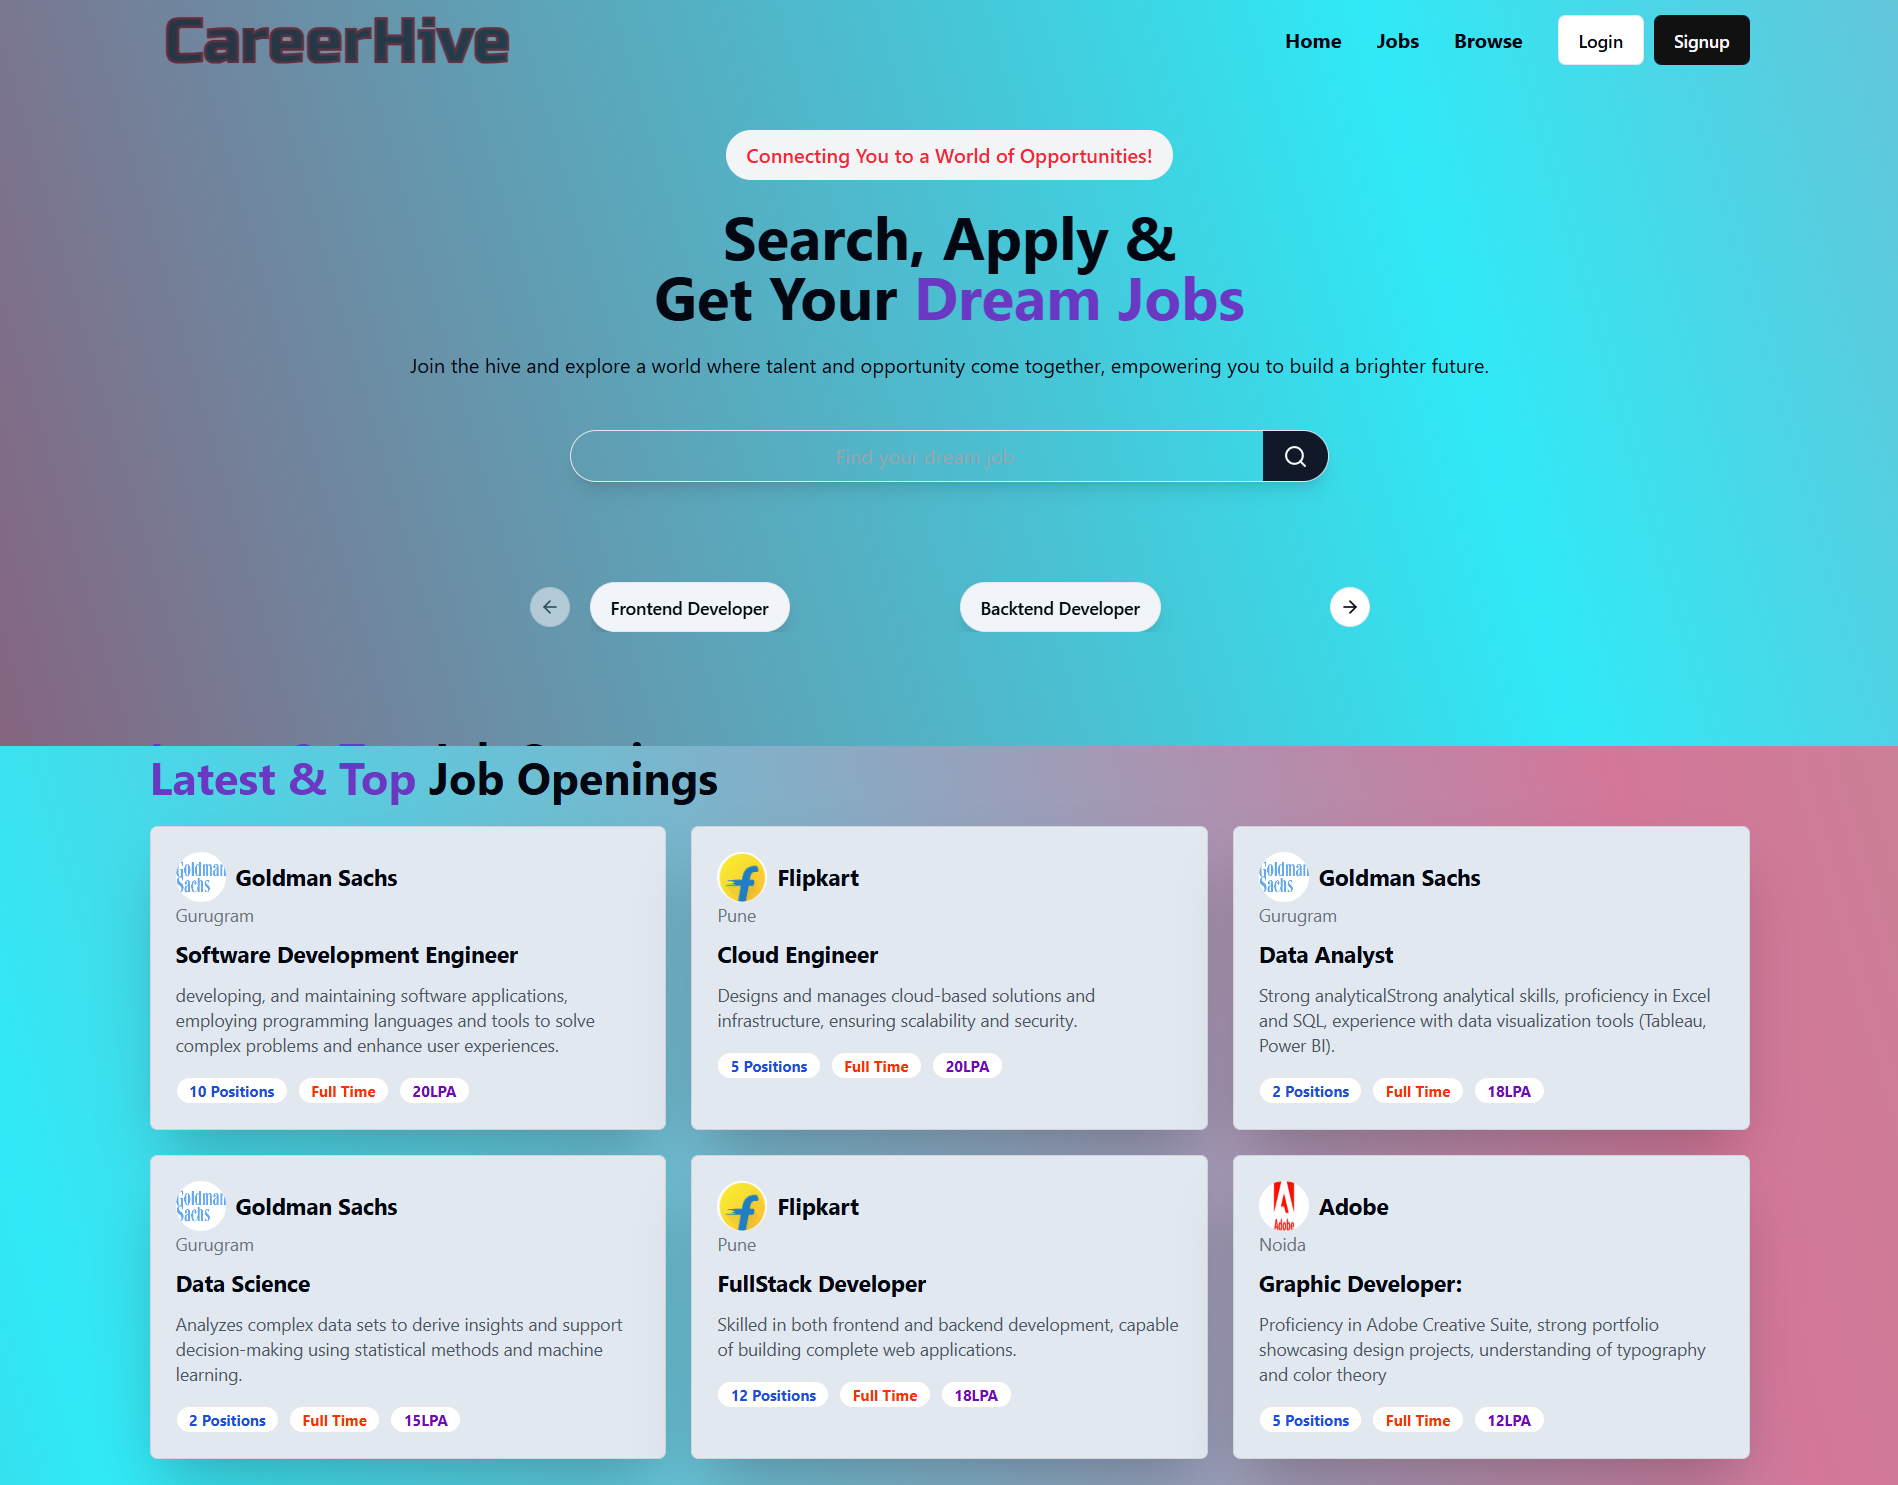 CareerHive
Home
Jobs
Browse
Login
Signup
Connecting You to a World of Opportunities!
Search, Apply &
Get Your Dream Jobs
Join the hive and explore a world where talent and opportunity come together, empowering you to build a brighter future.
Find your dream job
Frontend Developer
Backtend Developer
Latest & Top Job Openings
Goldman Sachs
Goldman Sachs
Gurugram
Software Development Engineer
developing, and maintaining software applications,
employing programming languages and tools to solve
complex problems and enhance user experiences.
10 Positions
Full Time
20LPA
Flipkart
Pune
Cloud Engineer
Designs and manages cloud-based solutions and
infrastructure, ensuring scalability and security.
5 Positions
Full Time
20LPA
Goldman Sachs
Goldman Sachs
Gurugram
Data Analyst
Strong analyticalStrong analytical skills, proficiency in Excel
and SQL, experience with data visualization tools (Tableau,
Power BI).
2 Positions
Full Time
18LPA
Goldman Sachs
Goldman Sachs
Gurugram
Data Science
Analyzes complex data sets to derive insights and support
decision-making using statistical methods and machine
learning.
2 Positions
Full Time
15LPA
Flipkart
Pune
FullStack Developer
Skilled in both frontend and backend development, capable
of building complete web applications.
12 Positions
Full Time
18LPA
Adobe
Adobe
Noida
Graphic Developer:
Proficiency in Adobe Creative Suite, strong portfolio
showcasing design projects, understanding of typography
and color theory
5 Positions
Full Time
12LPA